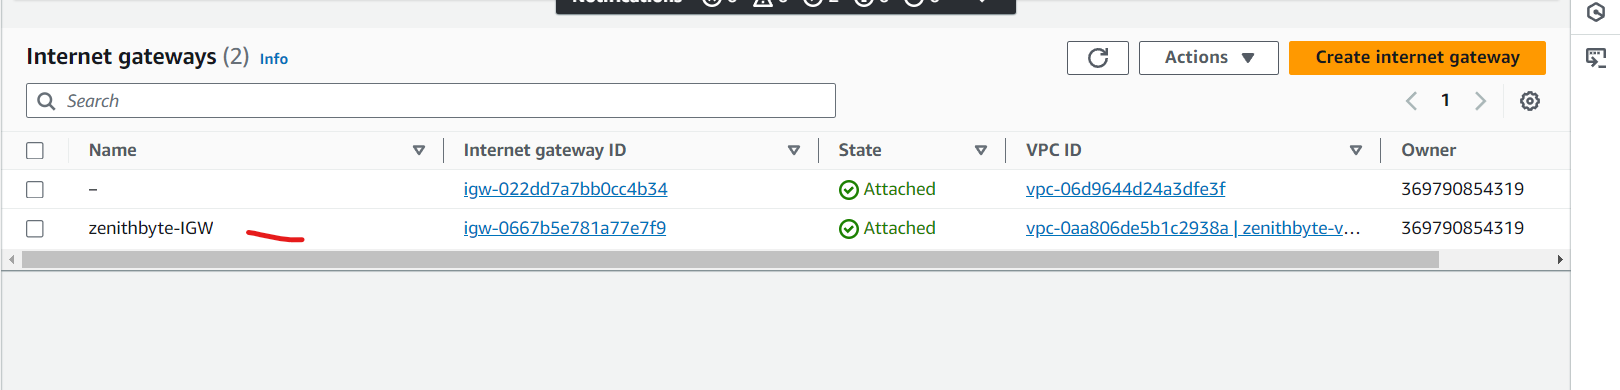 Internet gateways (2) Info
Actions
Create internet gateway
Search
1
Name Internet gateway ID State VPC ID Owner
– igw-022dd7a7bb0cc4b34 Attached vpc-06d9644d24a3dfe3f 369790854319
zenithbyte-IGW igw-0667b5e781a77e7f9 Attached vpc-0aa806de5b1c2938a | zenithbyte-v... 369790854319